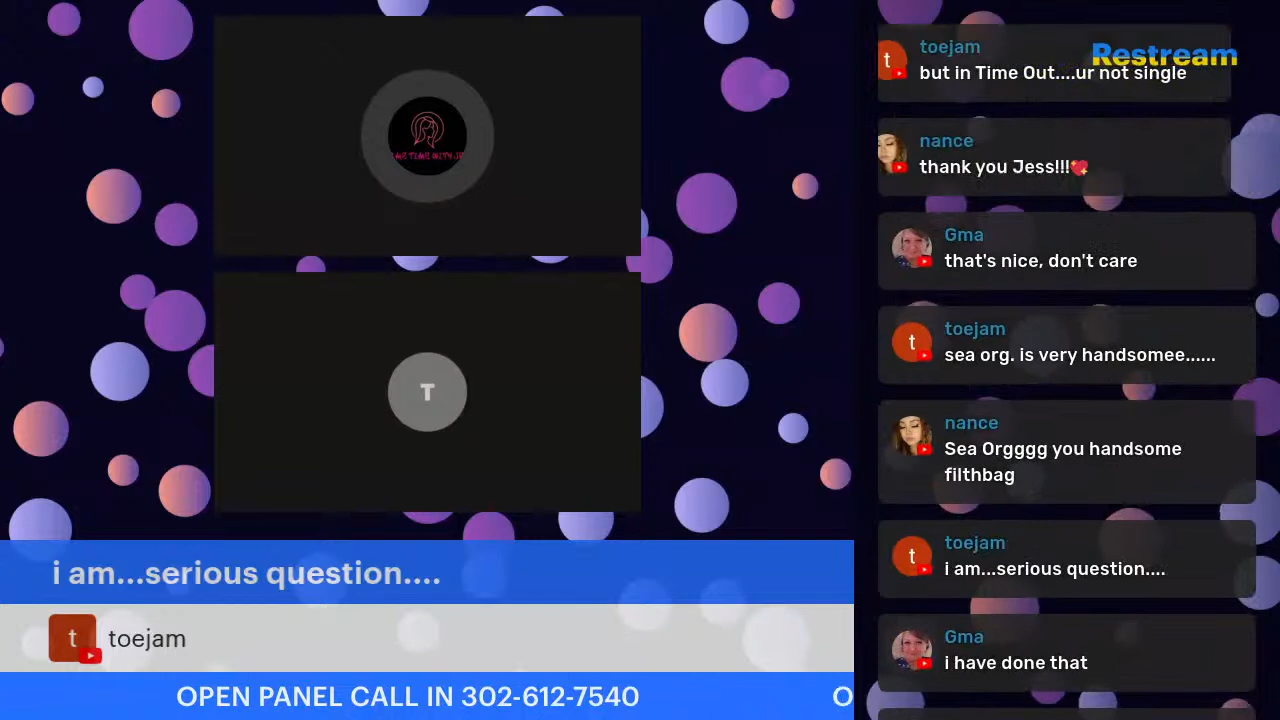 T
i am...serious question....
t
toejam
OPEN PANEL CALL IN 302-612-7540
O
Restream
t
toejam
but in Time Out....ur not single
nance
thank you Jess!!!💖
Gma
that's nice, don't care
t
toejam
sea org. is very handsomee......
nance
Sea Orgggg you handsome
filthbag
t
toejam
i am...serious question....
Gma
i have done that